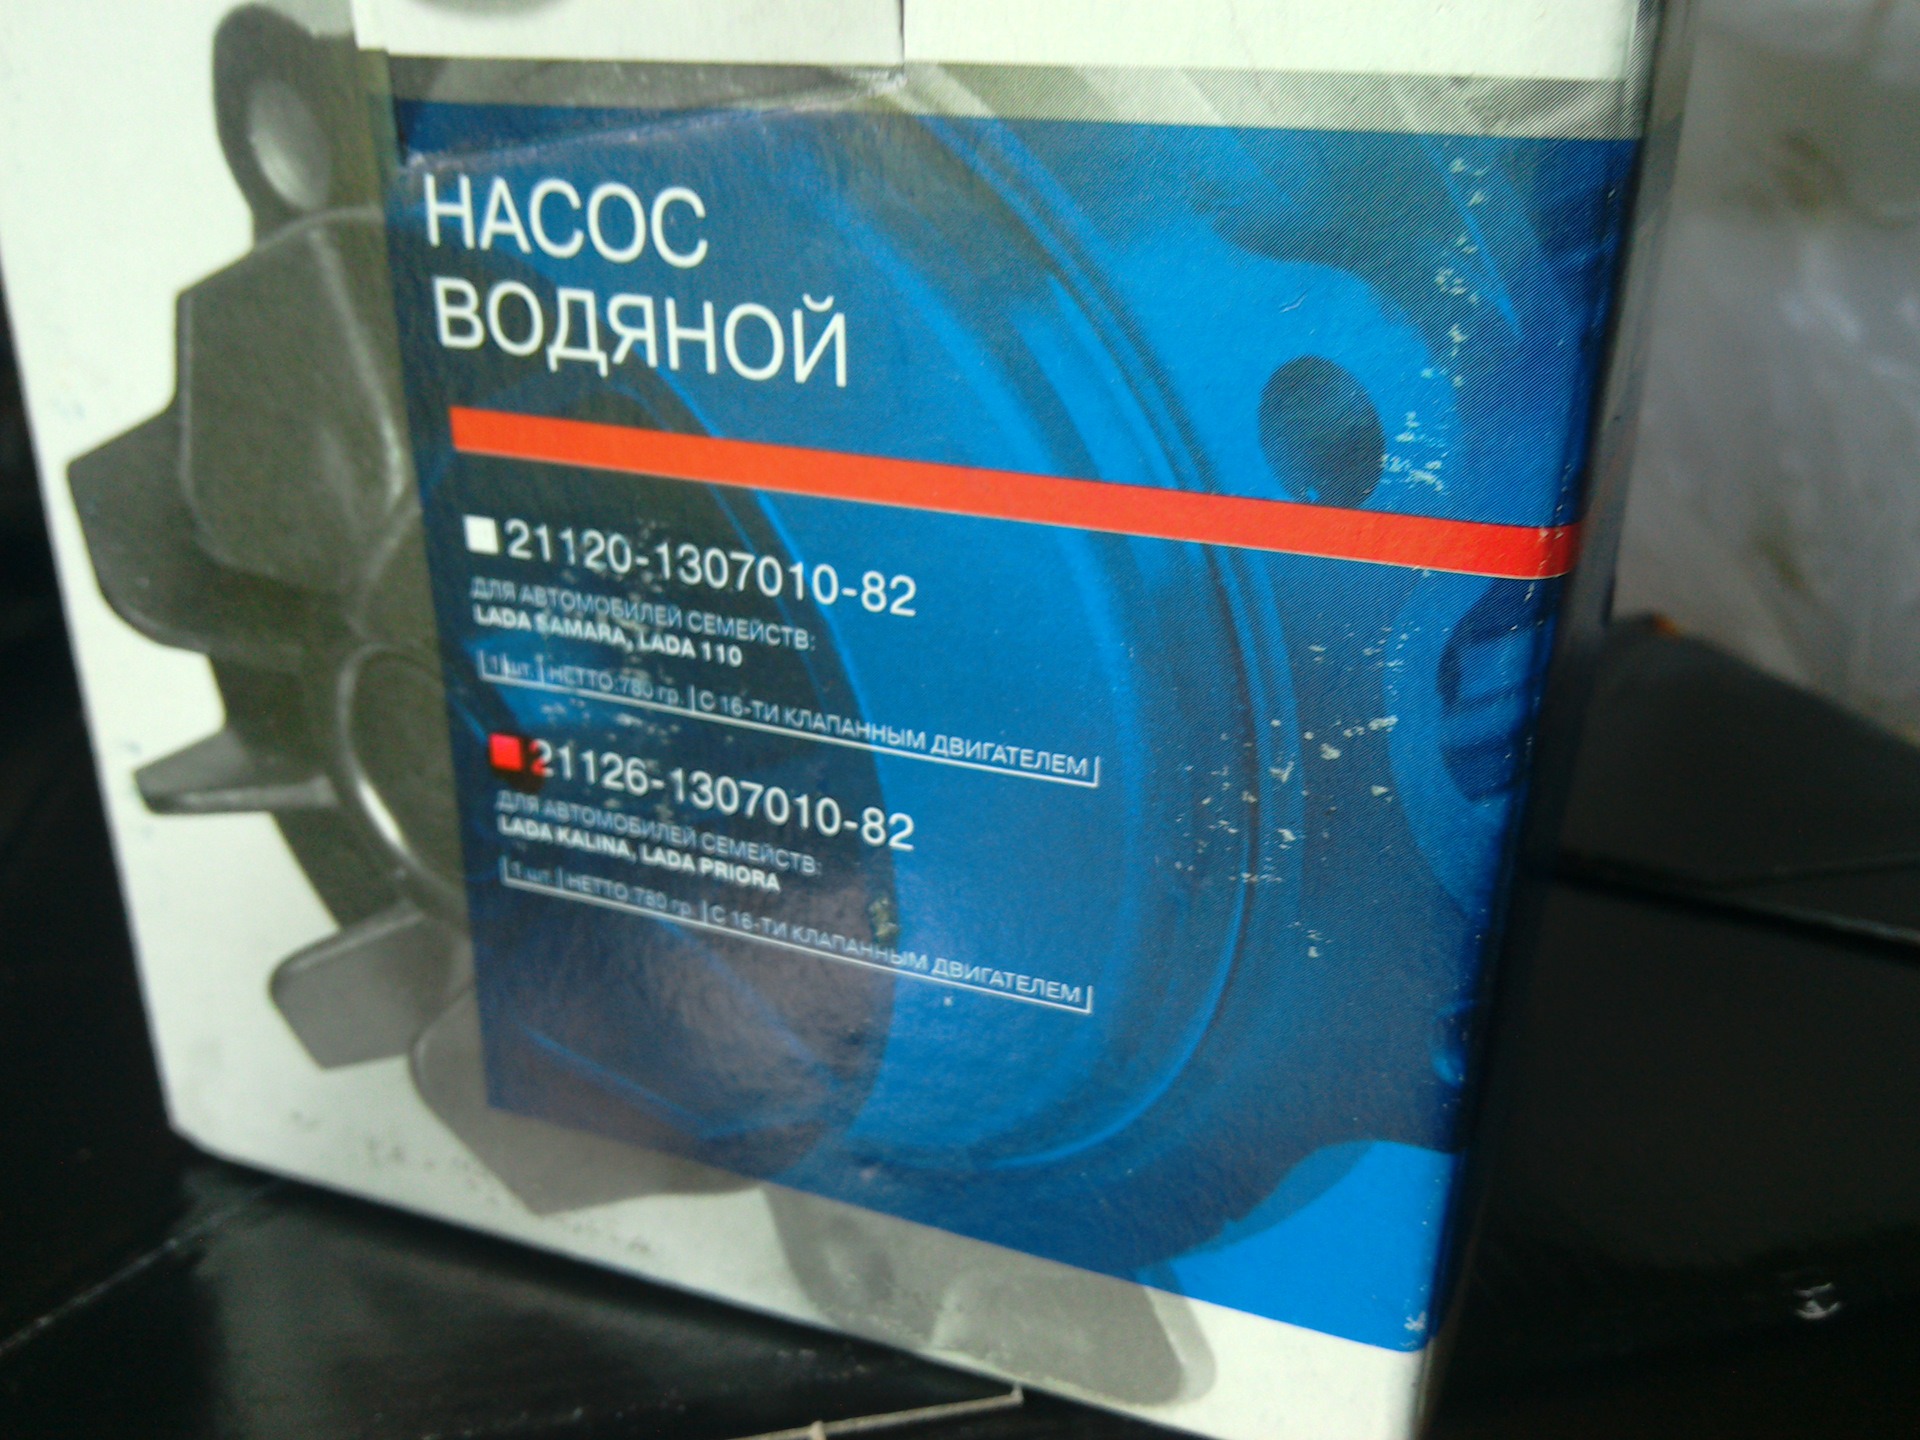 НАСОС
ВОДЯНОЙ
21120-1307010-82
ДЛЯ АВТОМОБИЛЕЙ СЕМЕЙСТВ:
LADA SAMARA, LADA 110
1 шт. НЕТТО:780 гр. С 16-ТИ КЛАПАННЫМ ДВИГАТЕЛЕМ
21126-1307010-82
ДЛЯ АВТОМОБИЛЕЙ СЕМЕЙСТВ:
LADA KALINA, LADA PRIORA
1 шт. НЕТТО:780 гр. С 16-ТИ КЛАПАННЫМ ДВИГАТЕЛЕМ